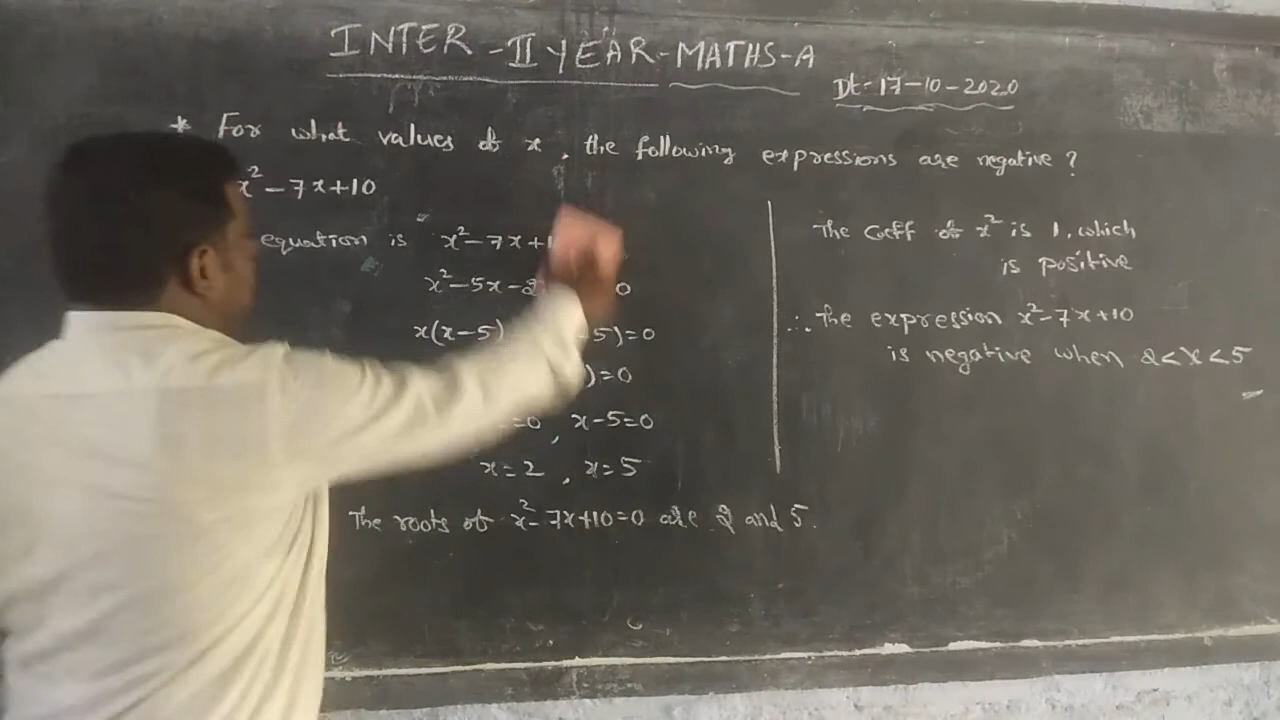 INTER - II YEAR - MATHS - A
Dt: 17-10-2020
* For what values of x, the following expressions are negative ?
x² - 7x + 10
equation is x² - 7x + 1
x² - 5x - 2 0
x(x-5) -5)=0
)=0
=0 , x-5=0
x=2 , x=5
The roots of x² - 7x+10=0 are 2 and 5.
The Coeff of x² is 1, which
is positive
∴ The expression x² - 7x + 10
is negative when 2 < x < 5